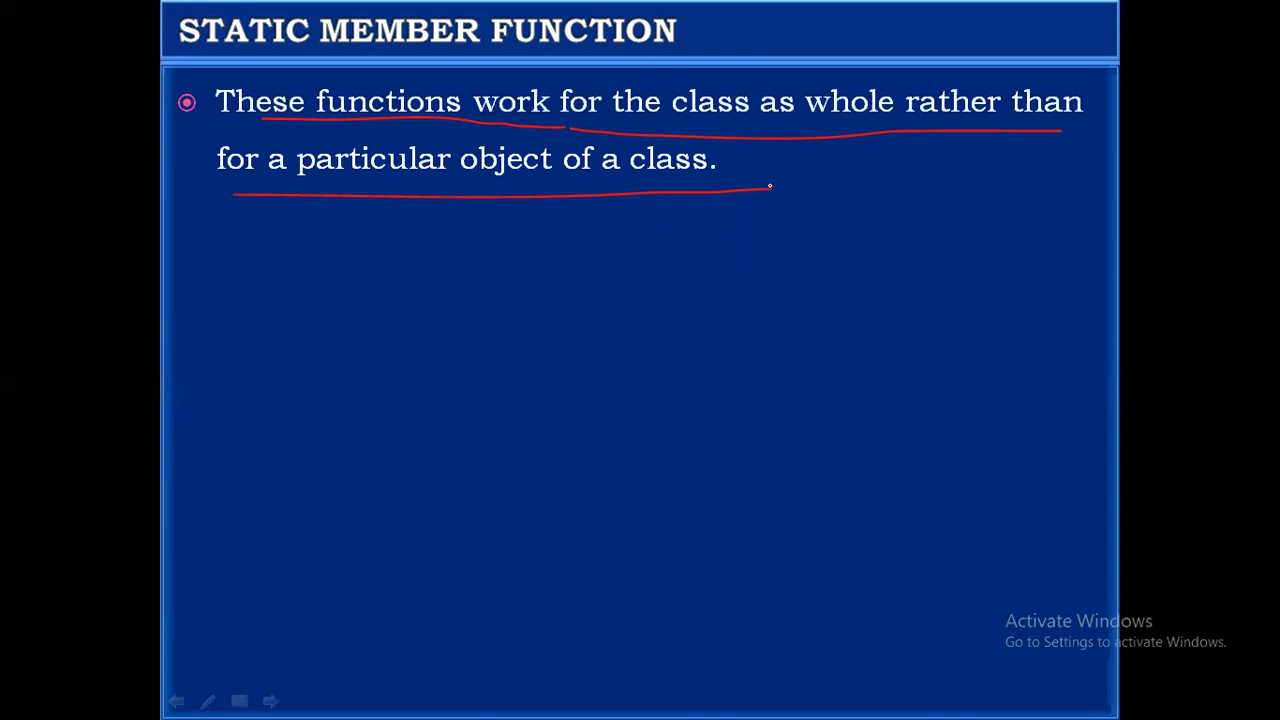 STATIC MEMBER FUNCTION
These functions work for the class as whole rather than
for a particular object of a class.
Activate Windows
Go to Settings to activate Windows.